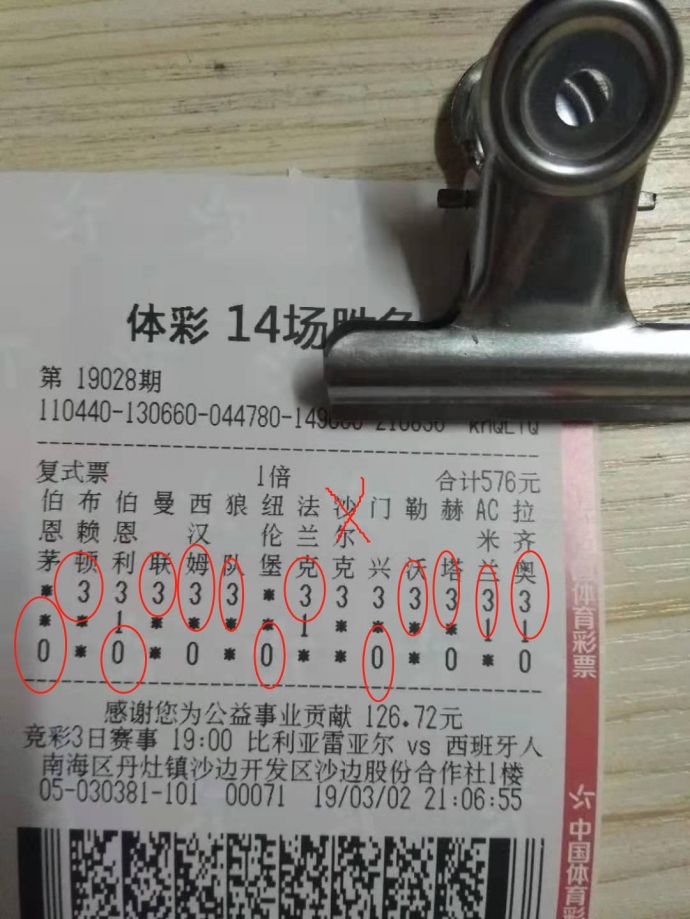 体彩 14场胜负
第 19028期
复式票 1倍 合计576元
伯 布 伯 曼 西 狼 纽 法 沙 门 勒 赫 AC 拉
恩 赖 恩 汉 伦 兰 尔 米 齐
茅 顿 利 联 姆 队 堡 克 克 兴 沃 塔 兰 奥
* 3 3 3 3 3 * 3 3 3 3 3 3 3
* * 1 * * * * 1 * * * * 1 1
0 * 0 * 0 * 0 * * 0 * 0 * 0
感谢您为公益事业贡献 126.72元
竞彩3日赛事 19:00 比利亚雷亚尔 vs 西班牙人
南海区丹灶镇沙边开发区沙边股份合作社1楼
05-030381-101 00071 19/03/02 21:06:55
体育彩票
中国体育彩